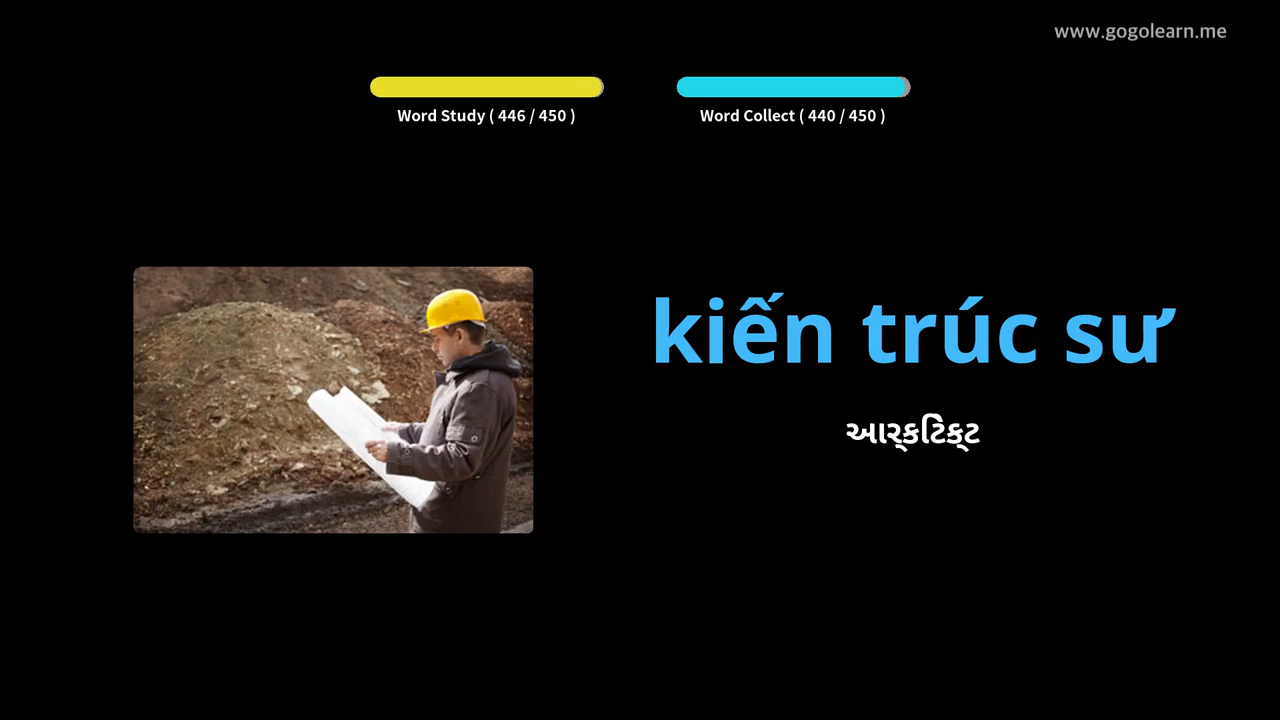 www.gogolearn.me
Word Study ( 446 / 450 )
Word Collect ( 440 / 450 )
kiến trúc sư
આર્કિટેક્ટ